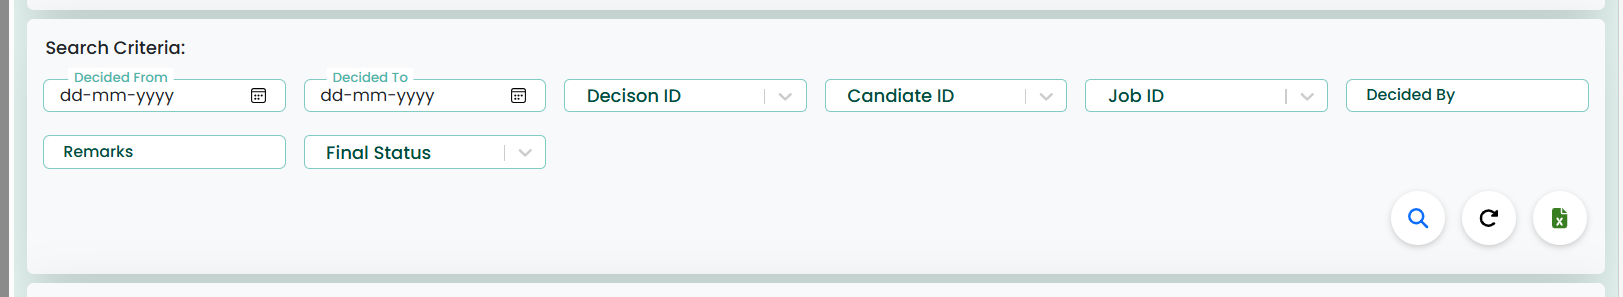 Search Criteria:
Decided From
dd-mm-yyyy
Decided To
dd-mm-yyyy
Decison ID
Candiate ID
Job ID
Decided By
Remarks
Final Status